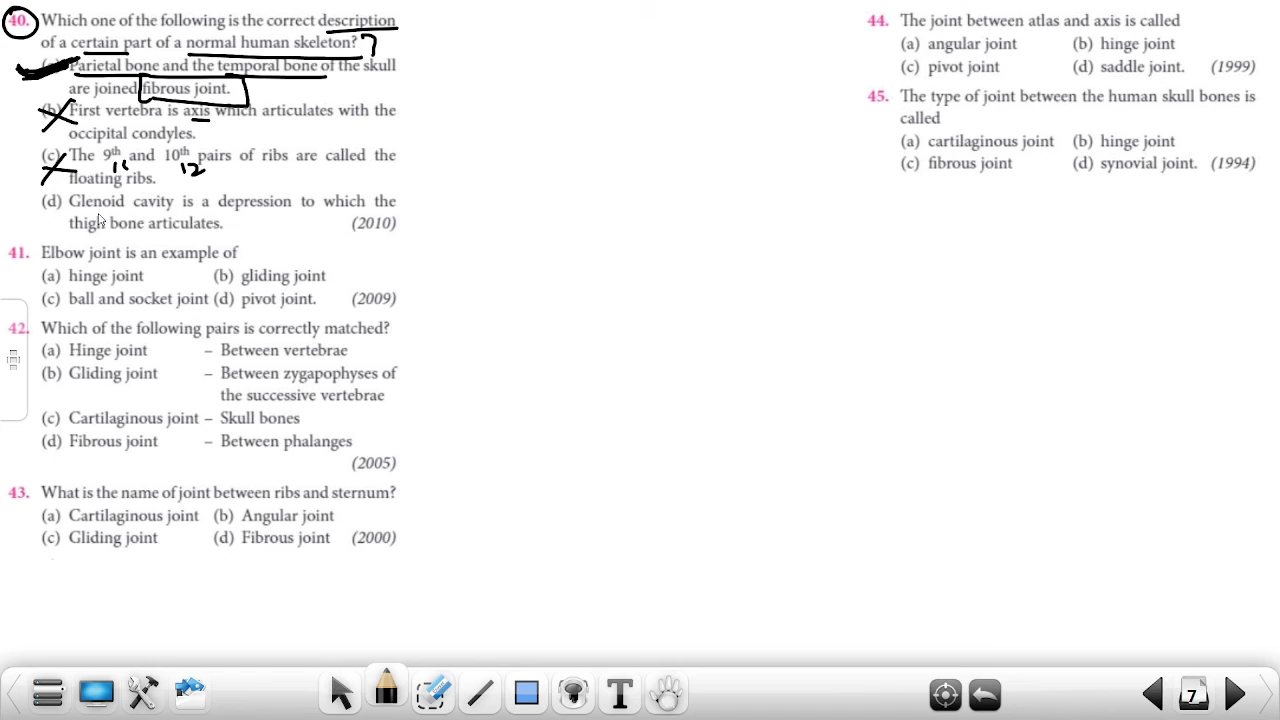 40. Which one of the following is the correct description
of a certain part of a normal human skeleton? ?
(a) Parietal bone and the temporal bone of the skull
are joined fibrous joint.
(b) First vertebra is axis which articulates with the
occipital condyles.
(c) The 9th and 10th pairs of ribs are called the
11 12
floating ribs.
(d) Glenoid cavity is a depression to which the
thigh bone articulates. (2010)
41. Elbow joint is an example of
(a) hinge joint (b) gliding joint
(c) ball and socket joint (d) pivot joint. (2009)
42. Which of the following pairs is correctly matched?
(a) Hinge joint – Between vertebrae
(b) Gliding joint – Between zygapophyses of
the successive vertebrae
(c) Cartilaginous joint – Skull bones
(d) Fibrous joint – Between phalanges
(2005)
43. What is the name of joint between ribs and sternum?
(a) Cartilaginous joint (b) Angular joint
(c) Gliding joint (d) Fibrous joint (2000)
44. The joint between atlas and axis is called
(a) angular joint (b) hinge joint
(c) pivot joint (d) saddle joint. (1999)
45. The type of joint between the human skull bones is
called
(a) cartilaginous joint (b) hinge joint
(c) fibrous joint (d) synovial joint. (1994)
T 7